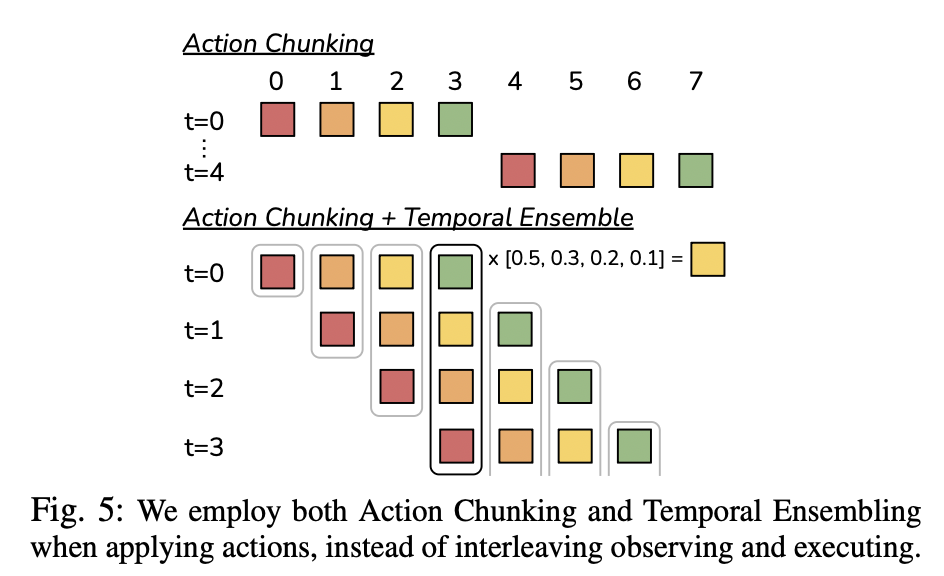 Action Chunking
0 1 2 3 4 5 6 7
t=0
⋮
t=4
Action Chunking + Temporal Ensemble
t=0 x [0.5, 0.3, 0.2, 0.1] =
t=1
t=2
t=3
Fig. 5: We employ both Action Chunking and Temporal Ensembling
when applying actions, instead of interleaving observing and executing.